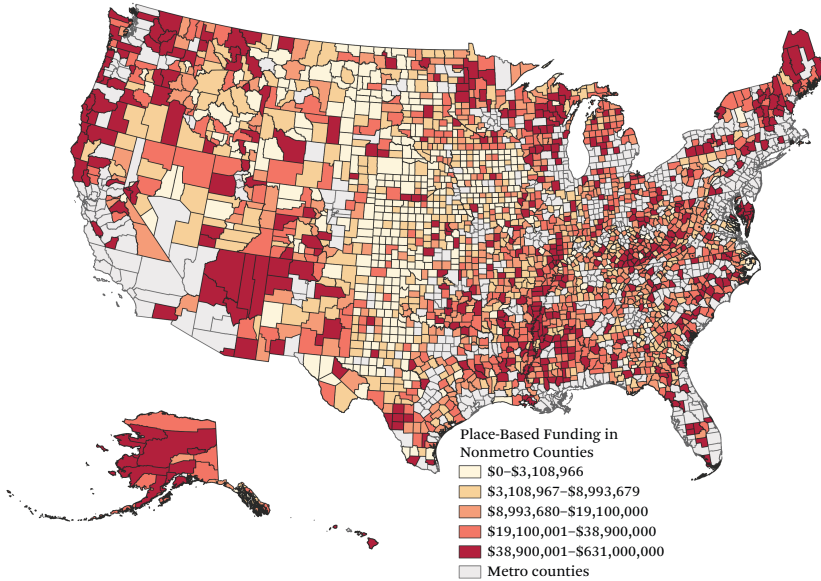 Place-Based Funding in
Nonmetro Counties
$0–$3,108,966
$3,108,967–$8,993,679
$8,993,680–$19,100,000
$19,100,001–$38,900,000
$38,900,001–$631,000,000
Metro counties